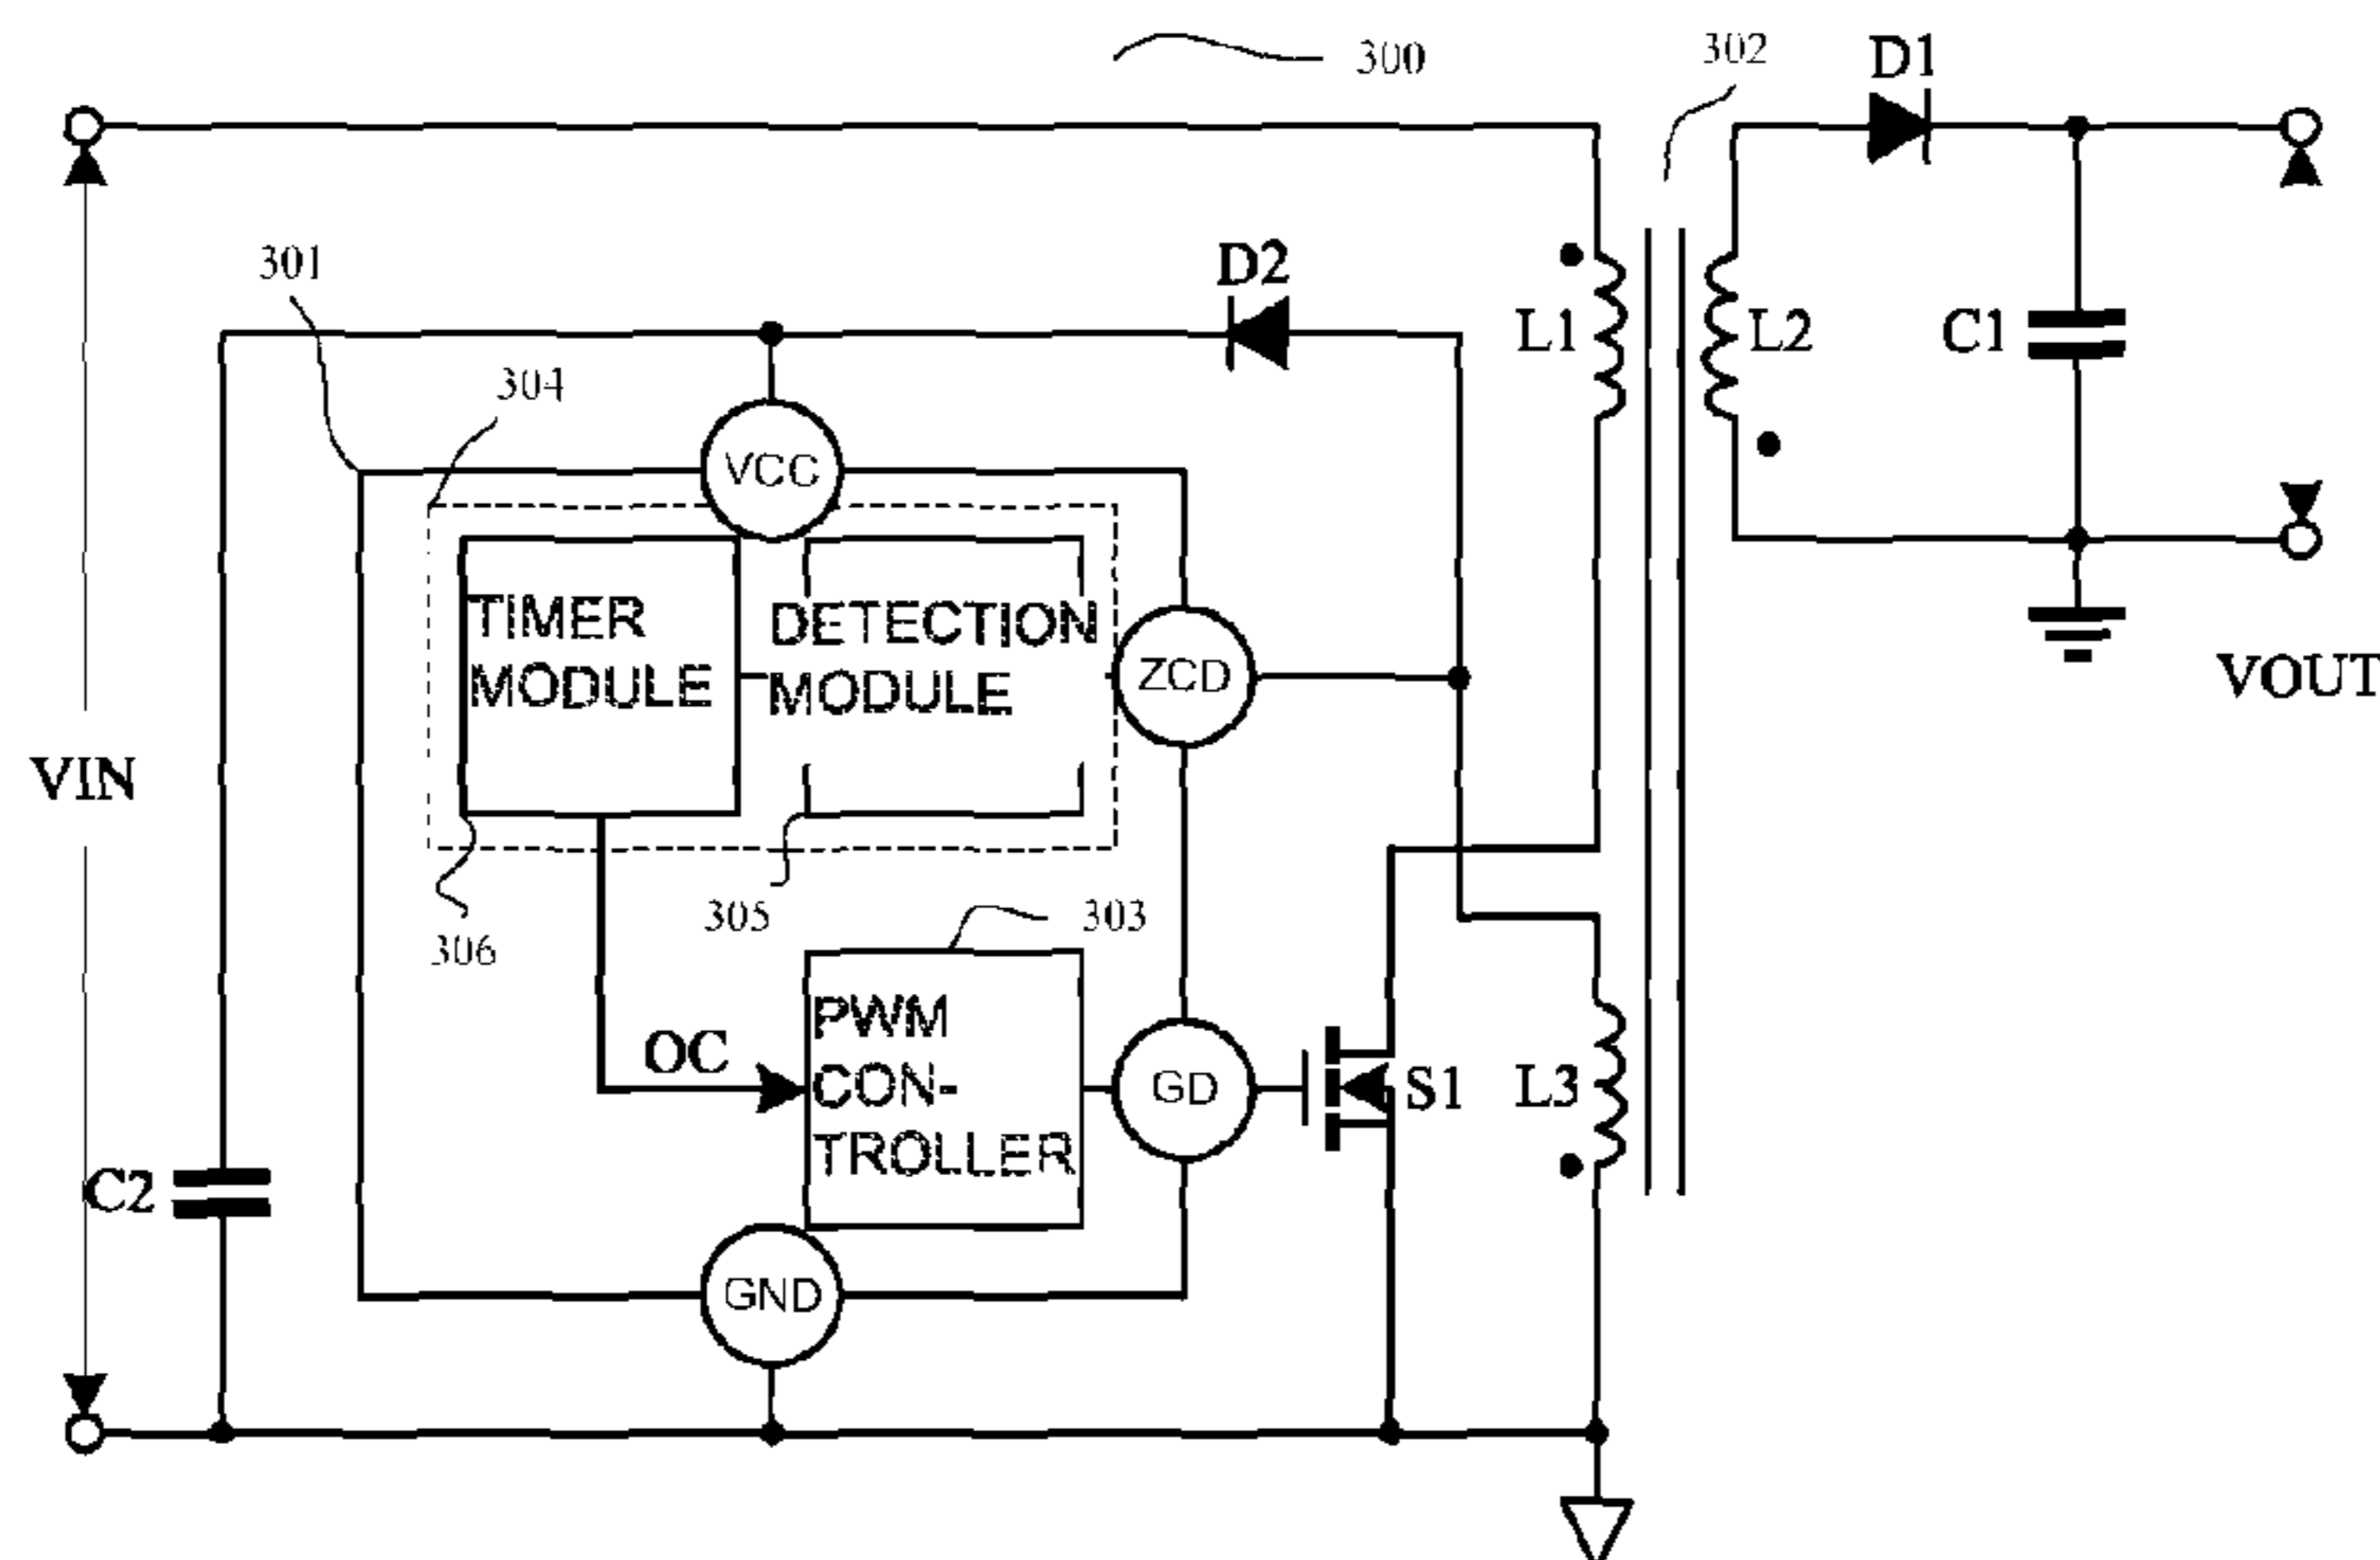 300
302
D1
301
D2
304
L1
L2
C1
VCC
TIMER
MODULE
DETECTION
MODULE
ZCD
VOUT
VIN
305
303
306
PWM
CON-
TROLLER
OC
GD
S1
L3
C2
GND